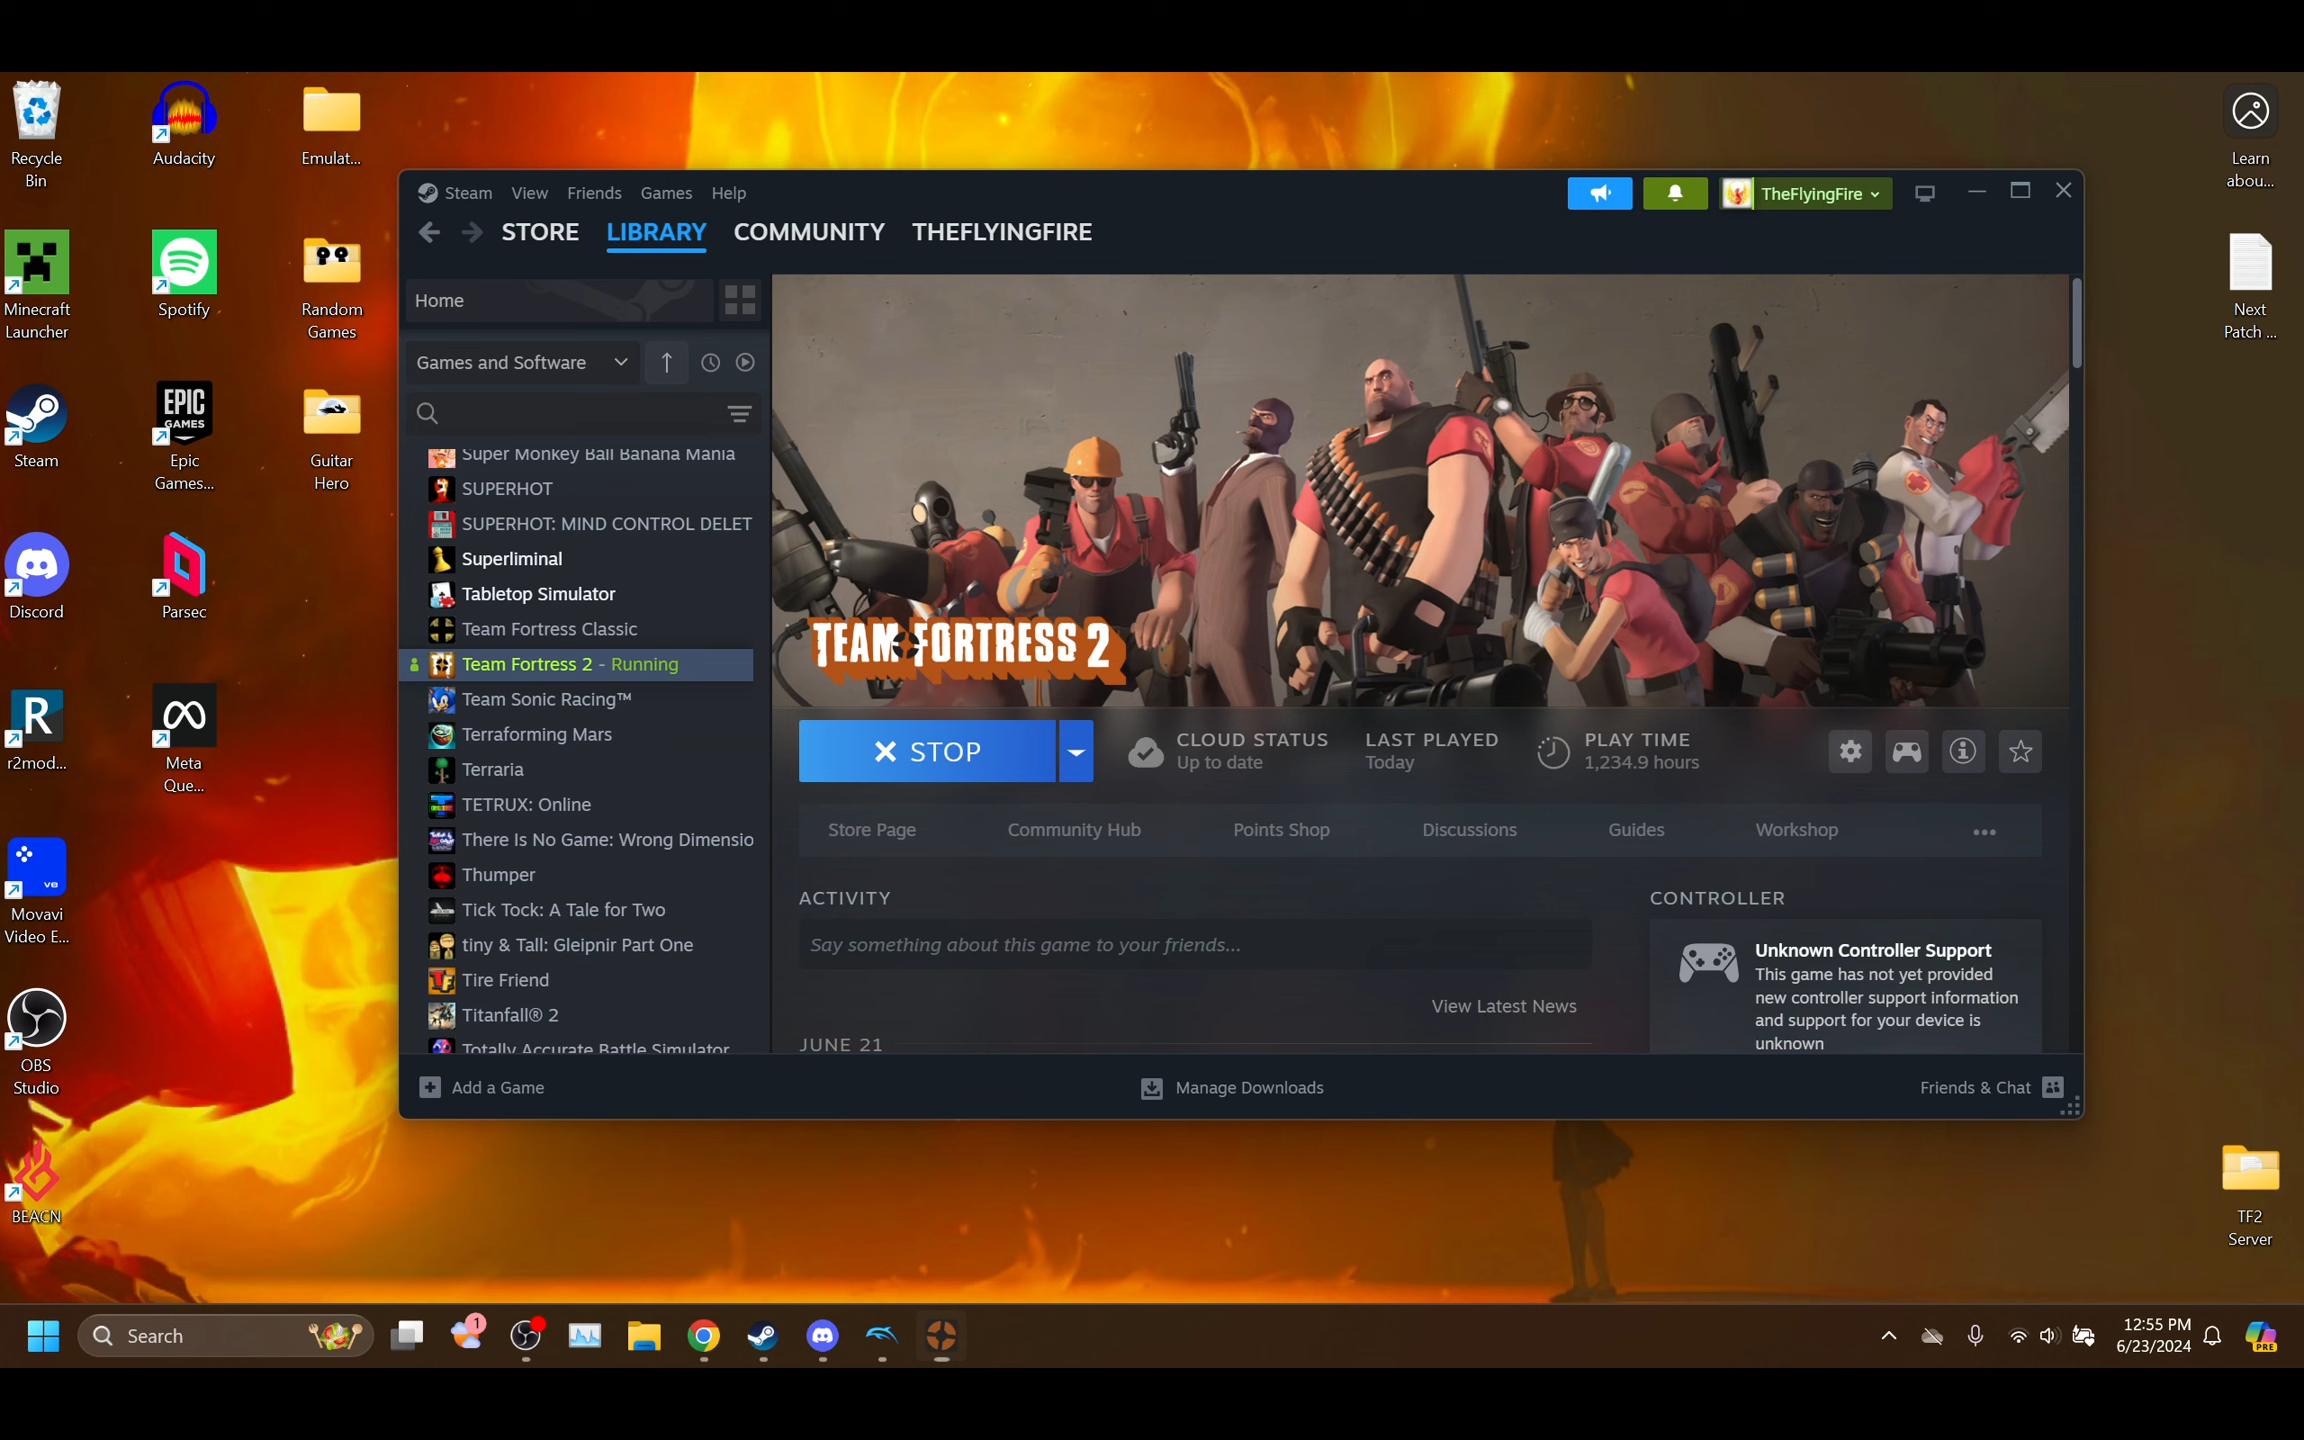 Recycle
Bin
Audacity
Emulat...
Minecraft
Launcher
Spotify
Random
Games
Steam
EPIC
GAMES
Epic
Games...
Guitar
Hero
Discord
Parsec
R
r2mod...
Meta
Que...
V8
Movavi
Video E...
OBS
Studio
BEACN
Learn
abou...
Next
Patch ...
TF2
Server
Steam View Friends Games Help
TheFlyingFire
STORE LIBRARY COMMUNITY THEFLYINGFIRE
Home
Games and Software
Super Monkey Ball Banana Mania
SUPERHOT
SUPERHOT: MIND CONTROL DELET
Superliminal
Tabletop Simulator
Team Fortress Classic
Team Fortress 2 - Running
Team Sonic Racing™
Terraforming Mars
Terraria
TETRUX: Online
There Is No Game: Wrong Dimensio
Thumper
Tick Tock: A Tale for Two
tiny & Tall: Gleipnir Part One
Tire Friend
Titanfall® 2
Totally Accurate Battle Simulator
TEAM FORTRESS 2
STOP
CLOUD STATUS
Up to date
LAST PLAYED
Today
PLAY TIME
1,234.9 hours
Store Page Community Hub Points Shop Discussions Guides Workshop
ACTIVITY
Say something about this game to your friends...
View Latest News
JUNE 21
CONTROLLER
Unknown Controller Support
This game has not yet provided
new controller support information
and support for your device is
unknown
Add a Game
Manage Downloads
Friends & Chat
Search
1
12:55 PM
6/23/2024
PRE